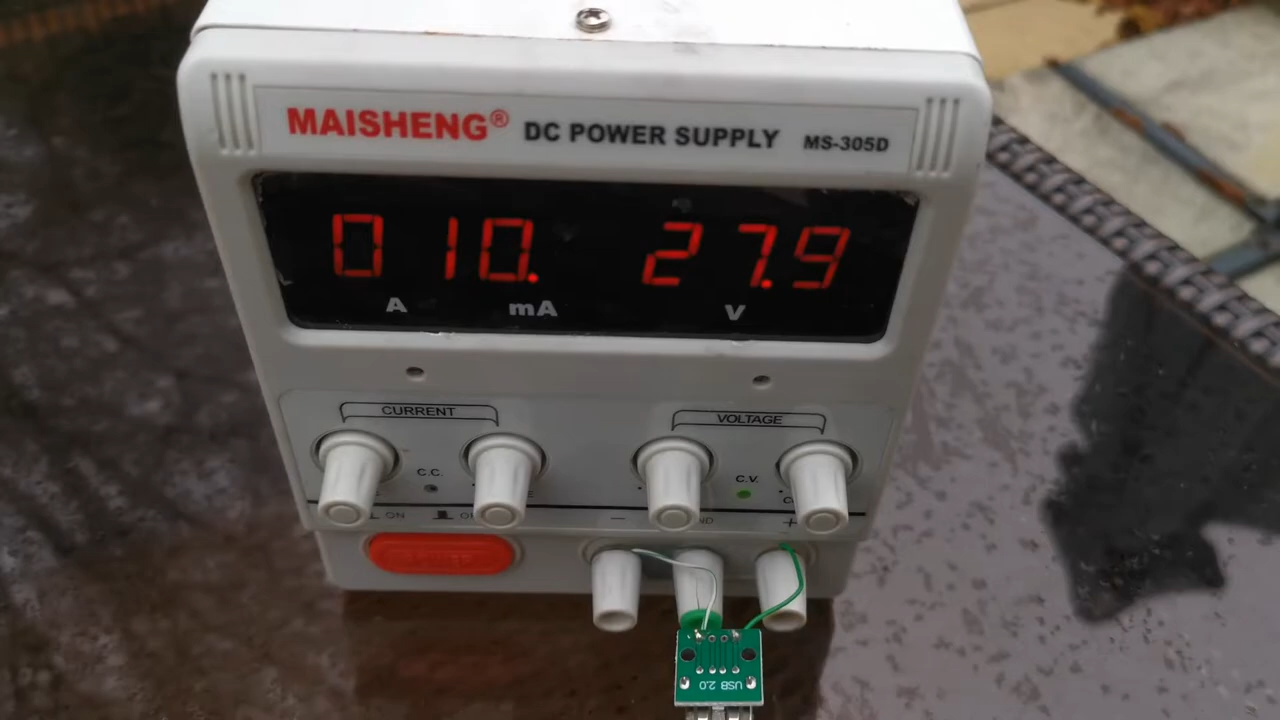 MAISHENG® DC POWER SUPPLY MS-305D
010. 27.9
A mA V
CURRENT VOLTAGE
C.C. C.V.
ON
− +
USB 2.0